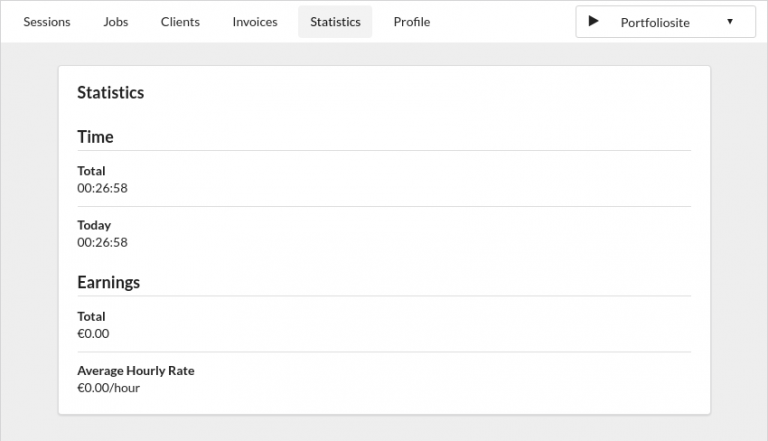 Sessions Jobs Clients Invoices Statistics Profile Portfoliosite
Statistics
Time
Total
00:26:58
Today
00:26:58
Earnings
Total
€0.00
Average Hourly Rate
€0.00/hour